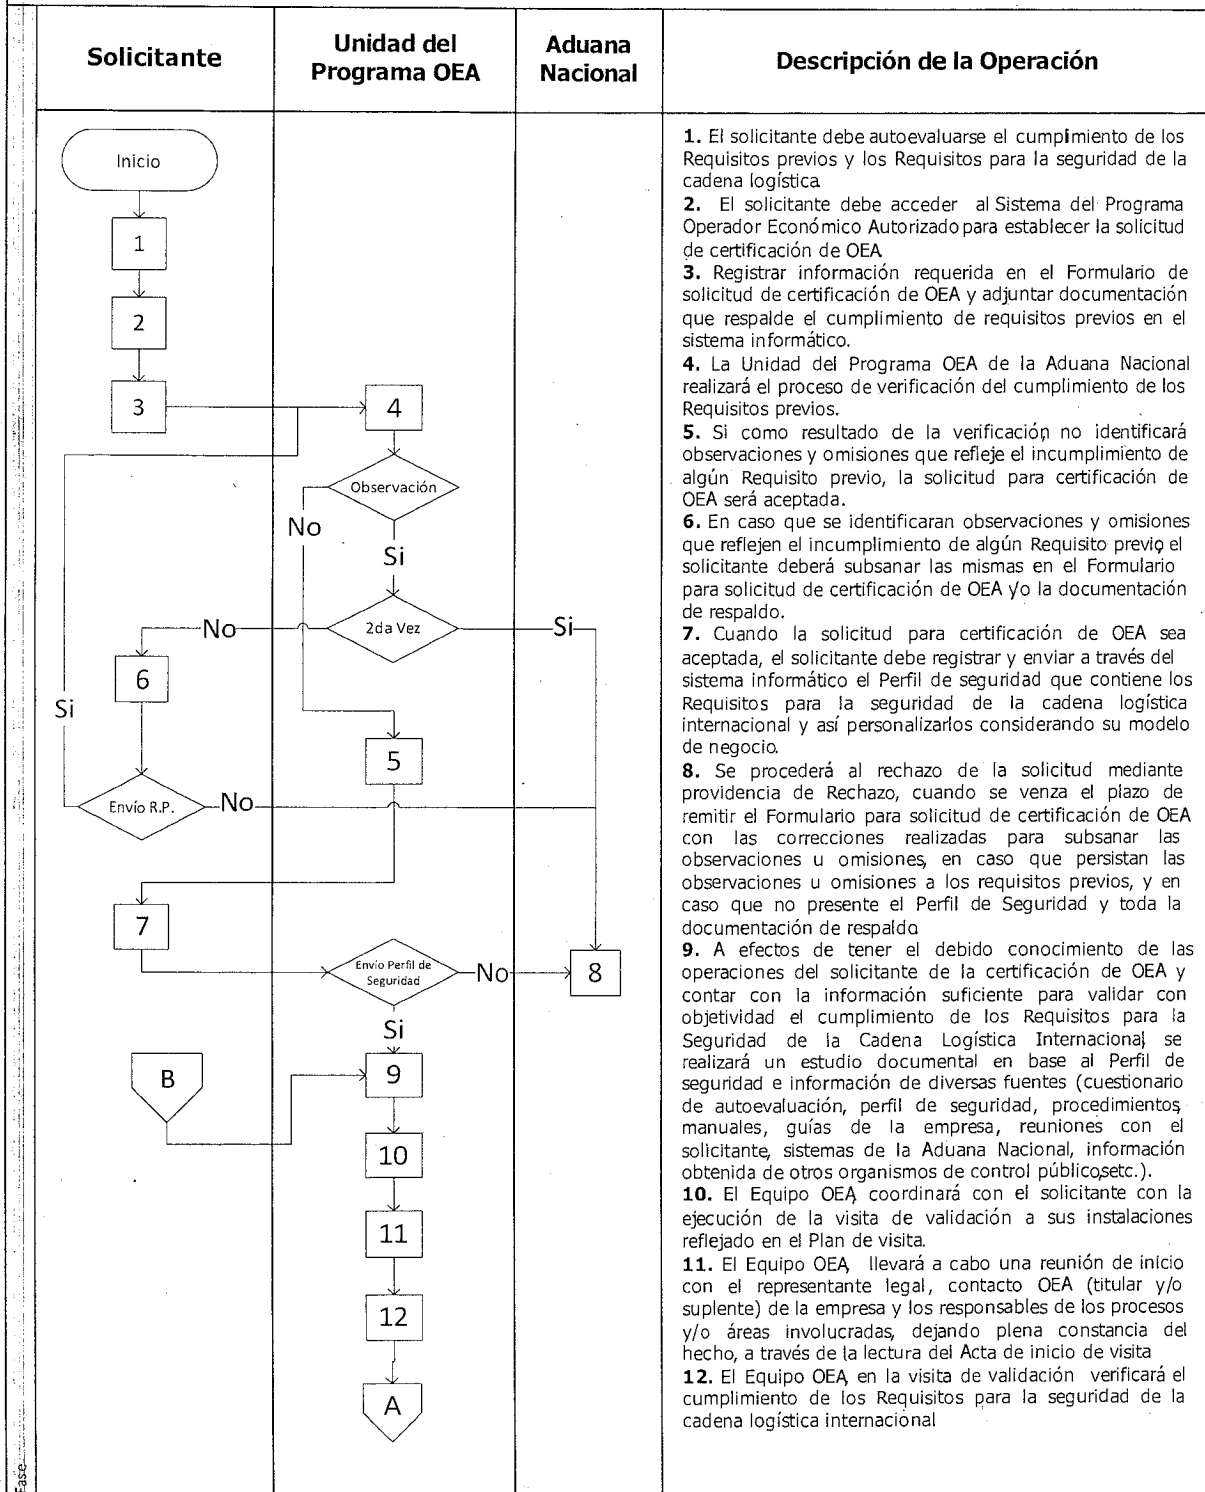 Solicitante
Unidad del
Programa OEA
Aduana
Nacional
Descripción de la Operación
Inicio
1
2
3
4
Observación
No
Si
2da Vez
No
Si
6
Si
5
Envío R.P.
No
7
Envío Perfil de
Seguridad
No
8
Si
B
9
10
11
12
A
Fase
1. El solicitante debe autoevaluarse el cumplimiento de los
Requisitos previos y los Requisitos para la seguridad de la
cadena logística
2. El solicitante debe acceder al Sistema del Programa
Operador Económico Autorizado para establecer la solicitud
de certificación de OEA
3. Registrar información requerida en el Formulario de
solicitud de certificación de OEA y adjuntar documentación
que respalde el cumplimiento de requisitos previos en el
sistema informático.
4. La Unidad del Programa OEA de la Aduana Nacional
realizará el proceso de verificación del cumplimiento de los
Requisitos previos.
5. Si como resultado de la verificación no identificará
observaciones y omisiones que refleje el incumplimiento de
algún Requisito previo, la solicitud para certificación de
OEA será aceptada.
6. En caso que se identificaran observaciones y omisiones
que reflejen el incumplimiento de algún Requisito previo, el
solicitante deberá subsanar las mismas en el Formulario
para solicitud de certificación de OEA y/o la documentación
de respaldo.
7. Cuando la solicitud para certificación de OEA sea
aceptada, el solicitante debe registrar y enviar a través del
sistema informático el Perfil de seguridad que contiene los
Requisitos para la seguridad de la cadena logística
internacional y así personalizarlos considerando su modelo
de negocio.
8. Se procederá al rechazo de la solicitud mediante
providencia de Rechazo, cuando se venza el plazo de
remitir el Formulario para solicitud de certificación de OEA
con las correcciones realizadas para subsanar las
observaciones u omisiones, en caso que persistan las
observaciones u omisiones a los requisitos previos, y en
caso que no presente el Perfil de Seguridad y toda la
documentación de respaldo.
9. A efectos de tener el debido conocimiento de las
operaciones del solicitante de la certificación de OEA y
contar con la información suficiente para validar con
objetividad el cumplimiento de los Requisitos para la
Seguridad de la Cadena Logística Internacional, se
realizará un estudio documental en base al Perfil de
seguridad e información de diversas fuentes (cuestionario
de autoevaluación, perfil de seguridad, procedimientos,
manuales, guías de la empresa, reuniones con el
solicitante, sistemas de la Aduana Nacional, información
obtenida de otros organismos de control público, etc.).
10. El Equipo OEA, coordinará con el solicitante con la
ejecución de la visita de validación a sus instalaciones
reflejado en el Plan de visita.
11. El Equipo OEA, llevará a cabo una reunión de inicio
con el representante legal, contacto OEA (titular y/o
suplente) de la empresa y los responsables de los procesos
y/o áreas involucradas, dejando plena constancia del
hecho, a través de la lectura del Acta de inicio de visita
12. El Equipo OEA, en la visita de validación verificará el
cumplimiento de los Requisitos para la seguridad de la
cadena logística internacional